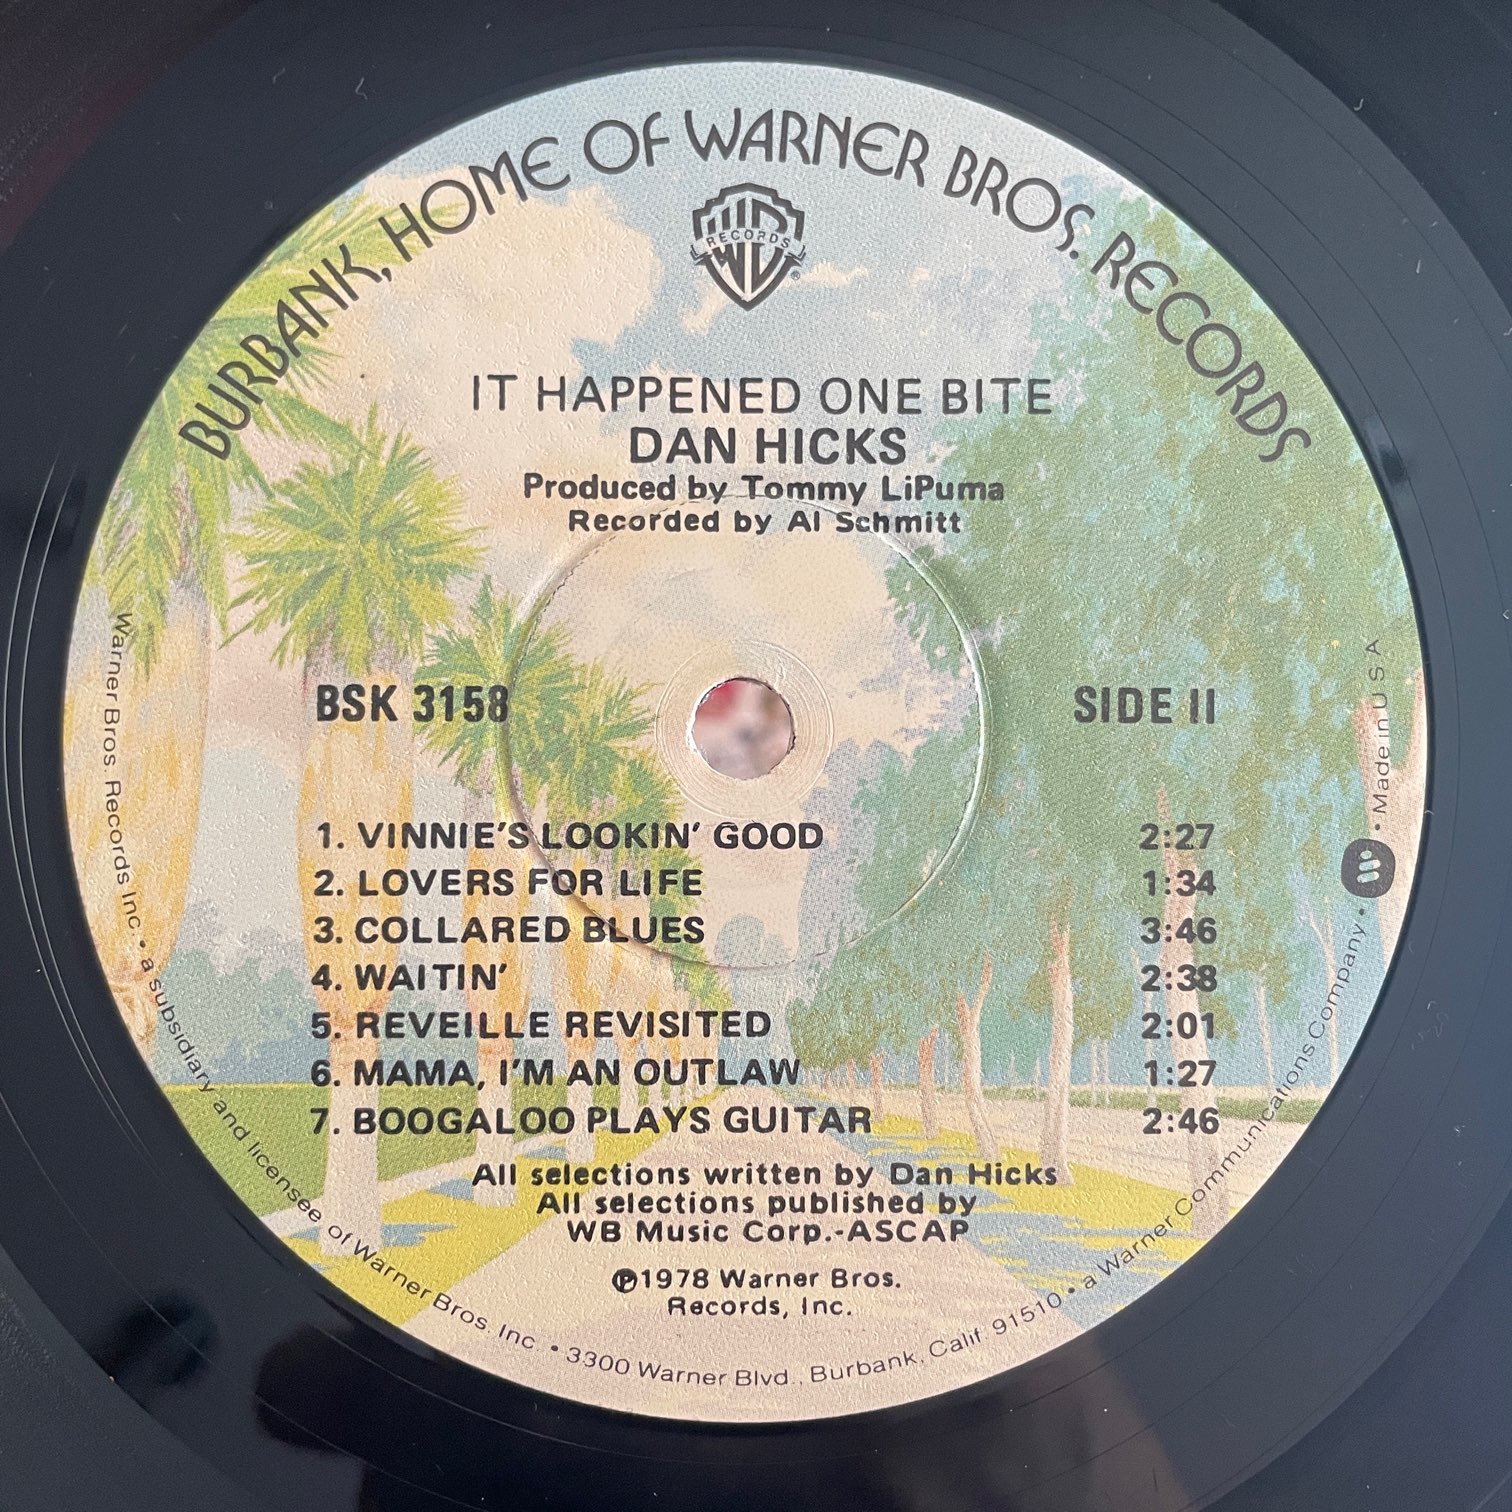 BURBANK, HOME OF WARNER BROS. RECORDS
WB
RECORDS
®
IT HAPPENED ONE BITE
DAN HICKS
Produced by Tommy LiPuma
Recorded by Al Schmitt
BSK 3158
SIDE II
1. VINNIE'S LOOKIN' GOOD 2:27
2. LOVERS FOR LIFE 1:34
3. COLLARED BLUES 3:46
4. WAITIN' 2:38
5. REVEILLE REVISITED 2:01
6. MAMA, I'M AN OUTLAW 1:27
7. BOOGALOO PLAYS GUITAR 2:46
All selections written by Dan Hicks
All selections published by
WB Music Corp.-ASCAP
℗1978 Warner Bros.
Records, Inc.
Warner Bros. Records Inc. • a subsidiary and licensee of Warner Bros. Inc. • 3300 Warner Blvd., Burbank, Calif. 91510 • a Warner Communications Company • W • Made in U S A